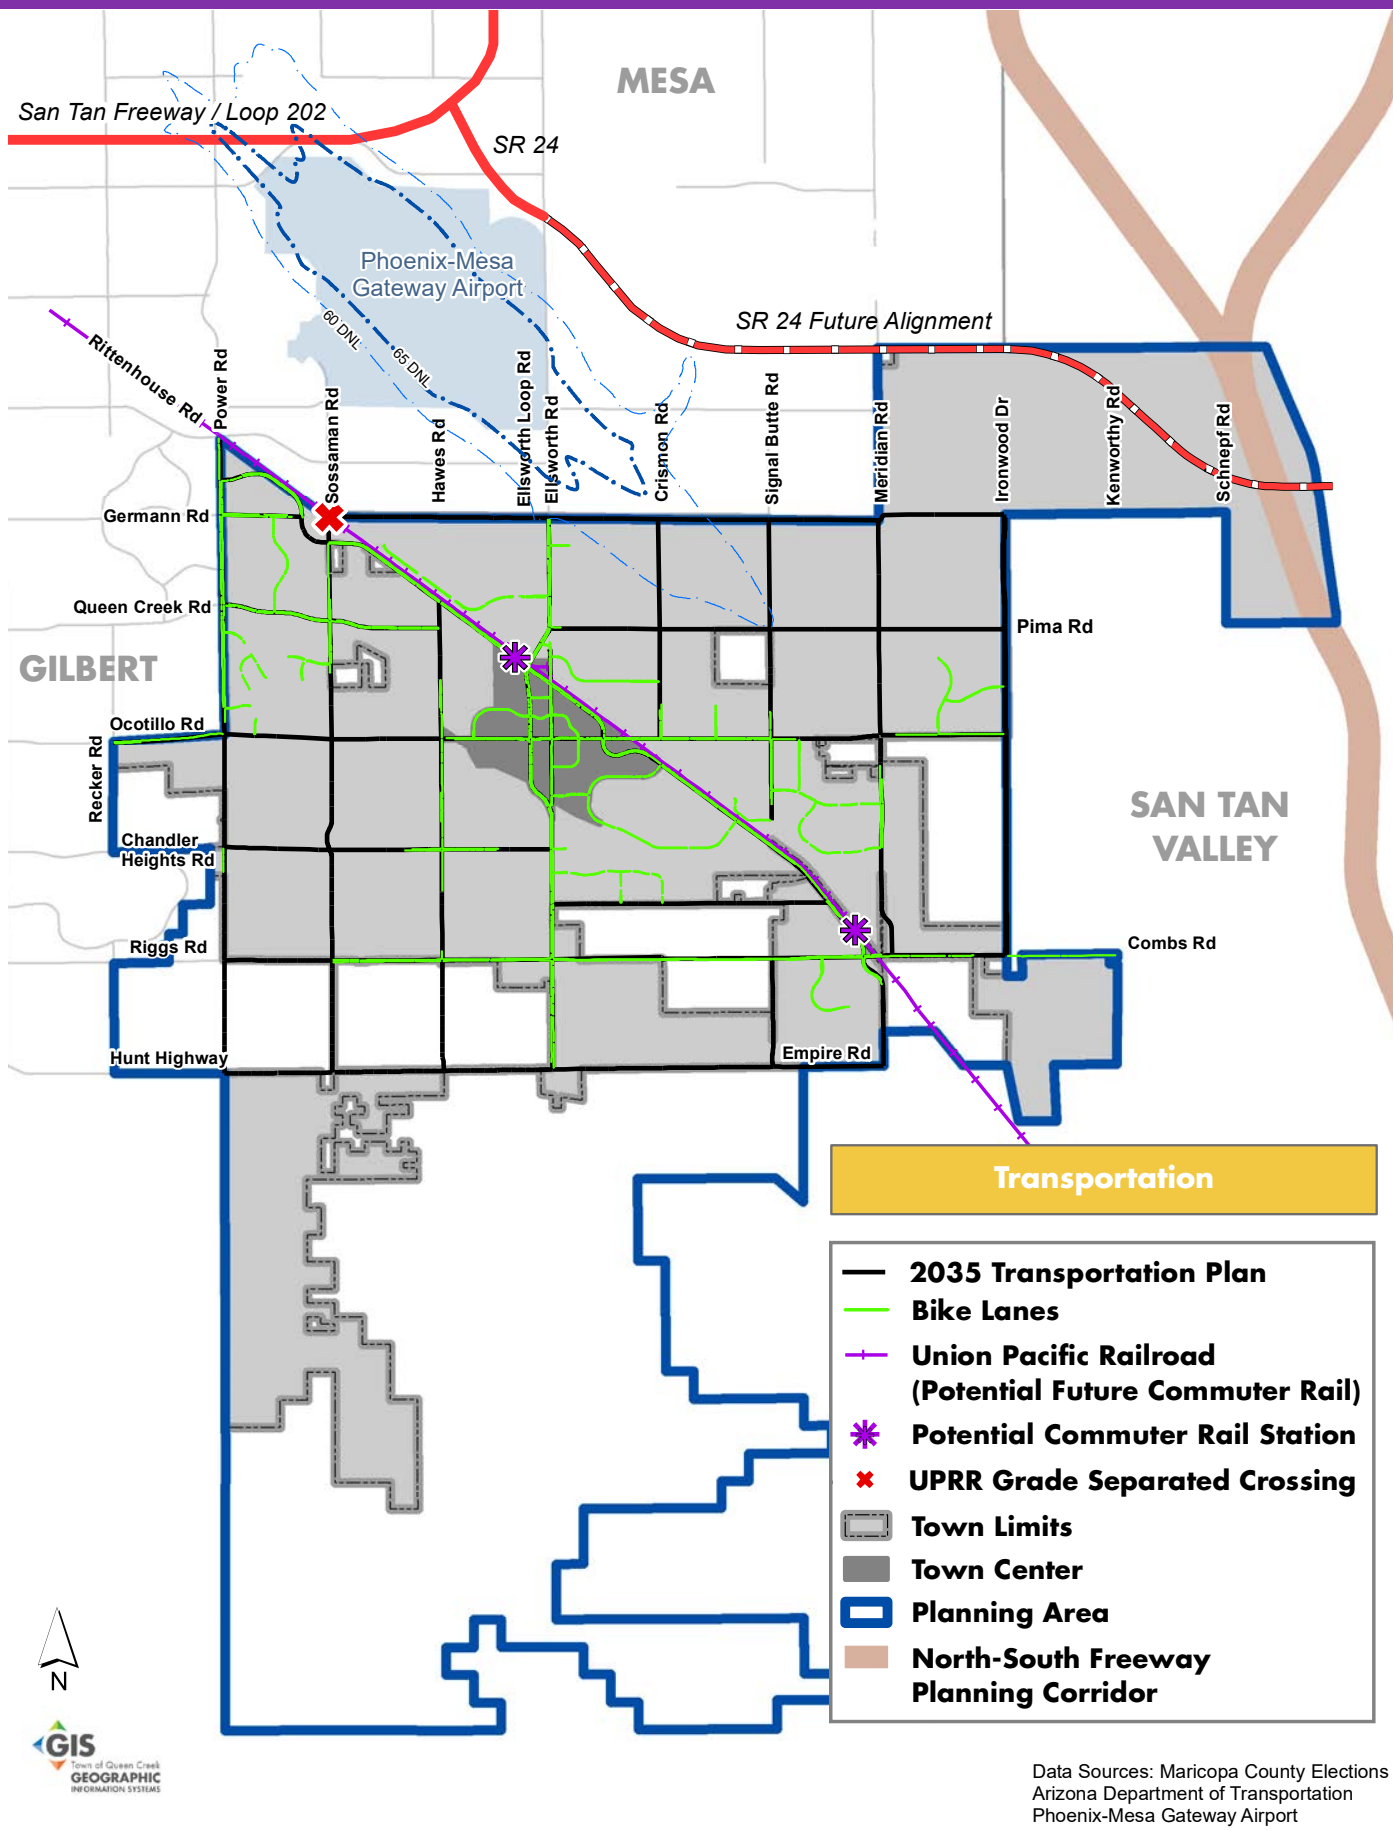 MESA
San Tan Freeway / Loop 202
SR 24
Phoenix-Mesa
Gateway Airport
60 DNL
65 DNL
SR 24 Future Alignment
Rittenhouse Rd
Power Rd
Sossaman Rd
Hawes Rd
Ellsworth Loop Rd
Ellsworth Rd
Crismon Rd
Signal Butte Rd
Meridian Rd
Ironwood Dr
Kenworthy Rd
Schnepf Rd
Germann Rd
Queen Creek Rd
Pima Rd
GILBERT
Ocotillo Rd
Recker Rd
SAN TAN
VALLEY
Chandler
Heights Rd
Riggs Rd
Combs Rd
Hunt Highway
Empire Rd
Transportation
2035 Transportation Plan
Bike Lanes
Union Pacific Railroad
(Potential Future Commuter Rail)
Potential Commuter Rail Station
UPRR Grade Separated Crossing
Town Limits
Town Center
Planning Area
North-South Freeway
Planning Corridor
N
GIS
Town of Queen Creek
GEOGRAPHIC
INFORMATION SYSTEMS
Data Sources: Maricopa County Elections
Arizona Department of Transportation
Phoenix-Mesa Gateway Airport